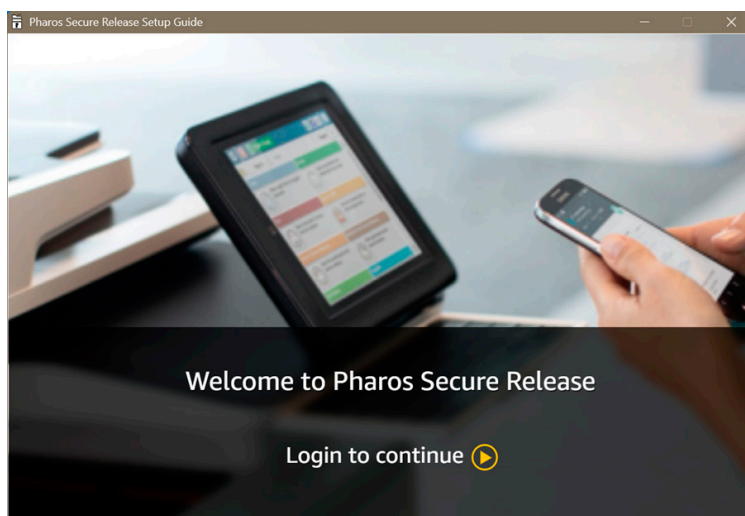 Pharos Secure Release Setup Guide
Welcome to Pharos Secure Release
Login to continue